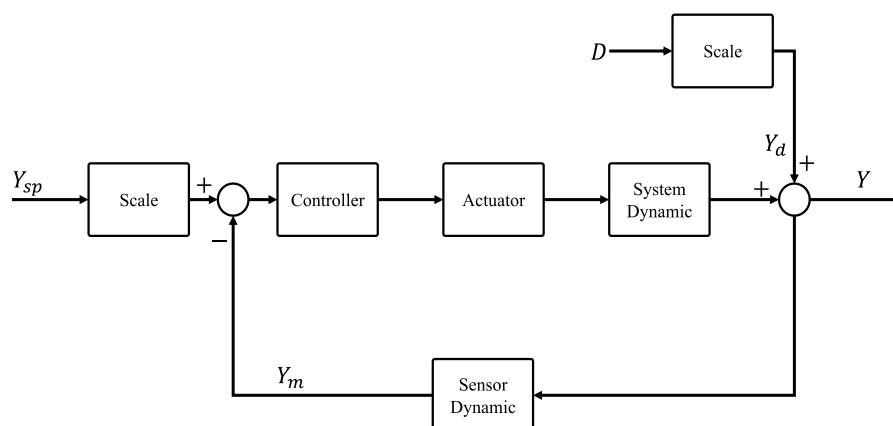 D
Scale
Y_d
+
Y_sp
Scale
+
Controller
Actuator
System
Dynamic
+
Y
−
Y_m
Sensor
Dynamic